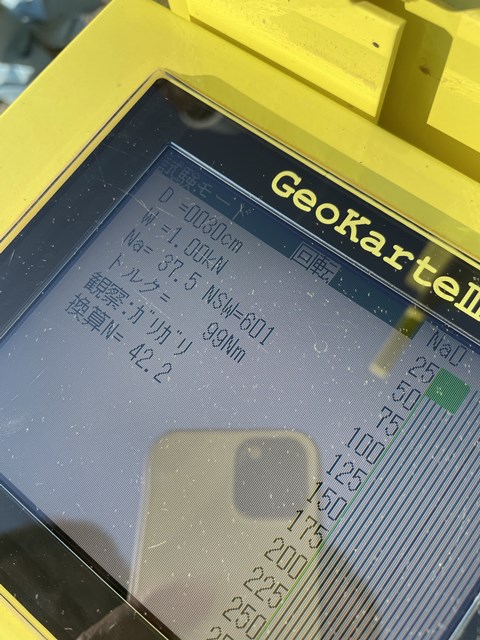 GeoKarteⅢ
試験モード
回転
D =0030cm
W =1.00kN
Na= 37.5 NSW=601
トルク= 99Nm
観察:ｶﾞﾘｶﾞﾘ
換算N= 42.2
NaD
25
50
75
100
125
150
175
200
225
250